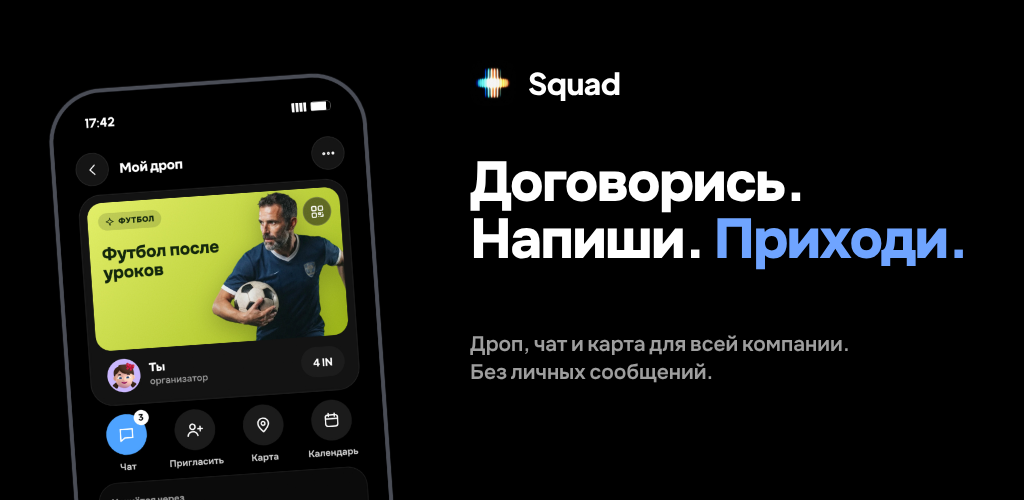 17:42
Мой дроп
ФУТБОЛ
Футбол после
уроков
Ты
организатор
4 IN
3
Чат
Пригласить
Карта
Календарь
через
Squad
Договорись.
Напиши. Приходи.
Дроп, чат и карта для всей компании.
Без личных сообщений.